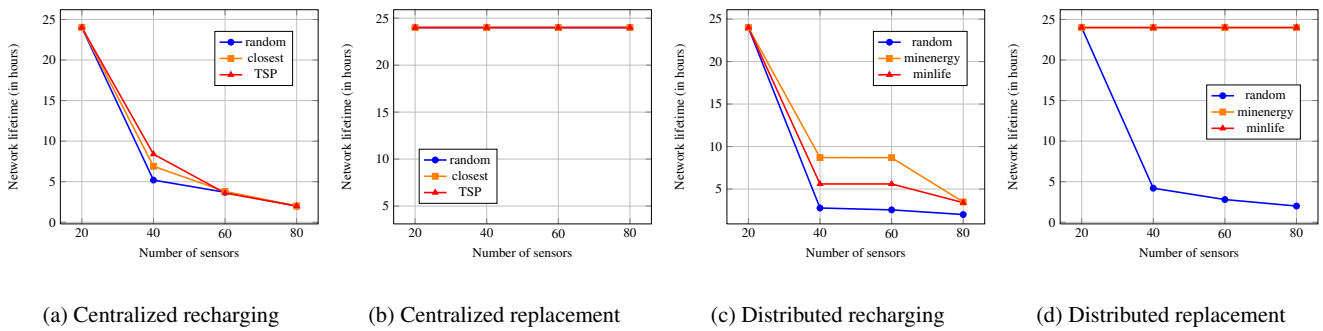 Network lifetime (in hours)
25
20
15
10
5
0
20
40
60
80
Number of sensors
random
closest
TSP
(a) Centralized recharging
Network lifetime (in hours)
25
20
15
10
5
20
40
60
80
Number of sensors
random
closest
TSP
(b) Centralized replacement
Network lifetime (in hours)
25
20
15
10
5
20
40
60
80
Number of sensors
random
minenergy
minlife
(c) Distributed recharging
Network lifetime (in hours)
25
20
15
10
5
0
20
40
60
80
Number of sensors
random
minenergy
minlife
(d) Distributed replacement